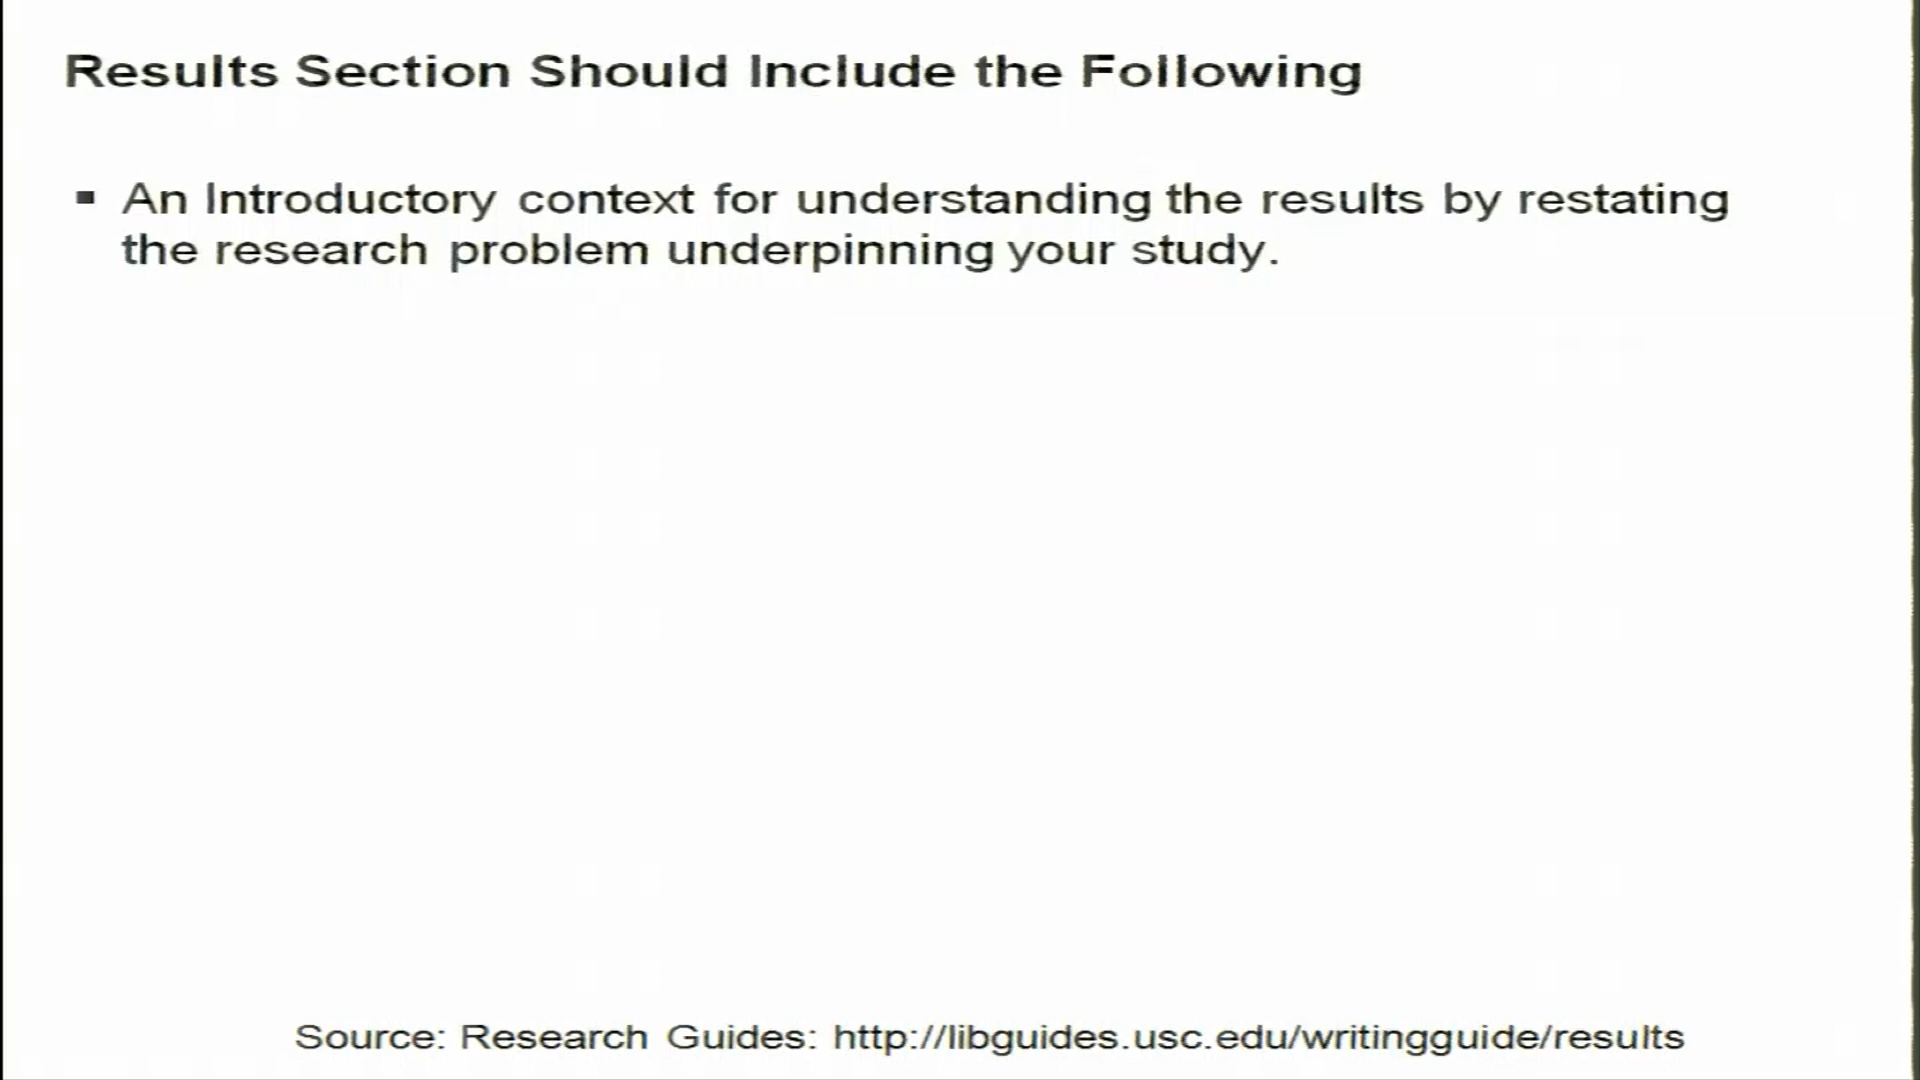 Results Section Should Include the Following
▪ An Introductory context for understanding the results by restating
the research problem underpinning your study.
Source: Research Guides: http://libguides.usc.edu/writingguide/results